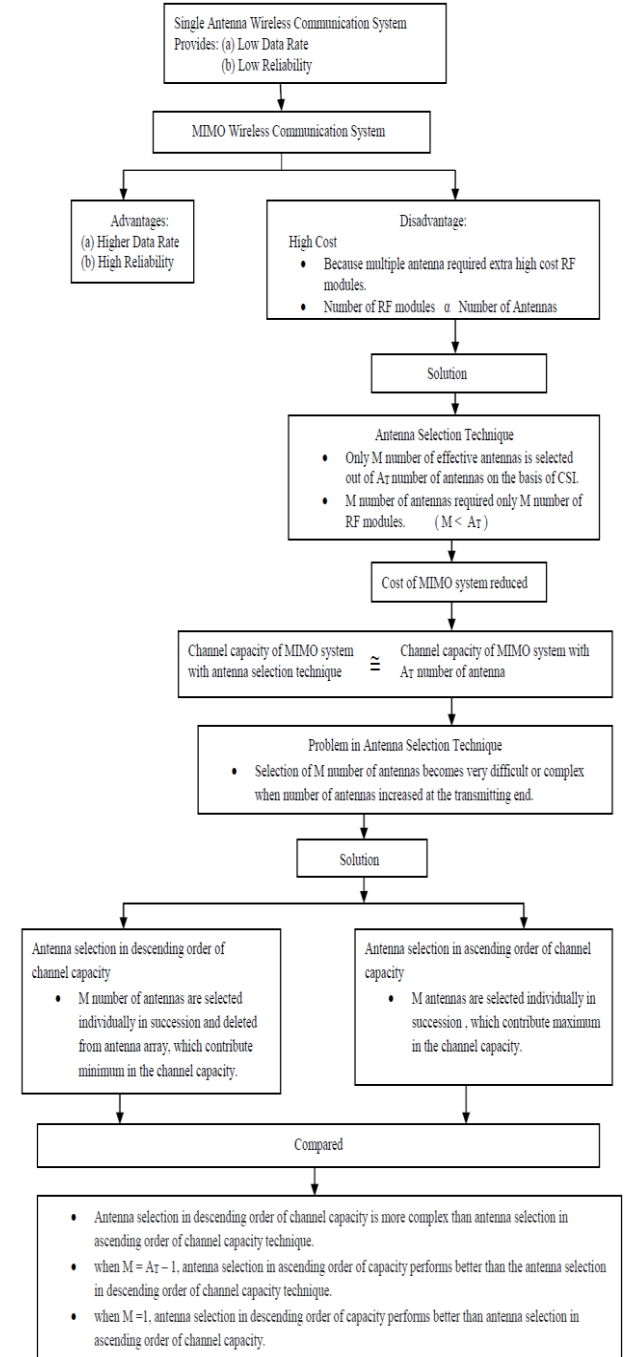 Single Antenna Wireless Communication System
Provides: (a) Low Data Rate
(b) Low Reliability
MIMO Wireless Communication System
Advantages:
(a) Higher Data Rate
(b) High Reliability
Disadvantage:
High Cost
• Because multiple antenna required extra high cost RF
modules.
• Number of RF modules α Number of Antennas
Solution
Antenna Selection Technique
• Only M number of effective antennas is selected
out of AT number of antennas on the basis of CSI.
• M number of antennas required only M number of
RF modules. ( M < AT )
Cost of MIMO system reduced
Channel capacity of MIMO system
with antenna selection technique
≅
Channel capacity of MIMO system with
AT number of antenna
Problem in Antenna Selection Technique
• Selection of M number of antennas becomes very difficult or complex
when number of antennas increased at the transmitting end.
Solution
Antenna selection in descending order of
channel capacity
• M number of antennas are selected
individually in succession and deleted
from antenna array, which contribute
minimum in the channel capacity.
Antenna selection in ascending order of channel
capacity
• M antennas are selected individually in
succession , which contribute maximum
in the channel capacity.
Compared
• Antenna selection in descending order of channel capacity is more complex than antenna selection in
ascending order of channel capacity technique.
• when M = AT – 1, antenna selection in ascending order of capacity performs better than the antenna selection
in descending order of channel capacity technique.
• when M =1, antenna selection in descending order of capacity performs better than antenna selection in
ascending order of channel capacity.